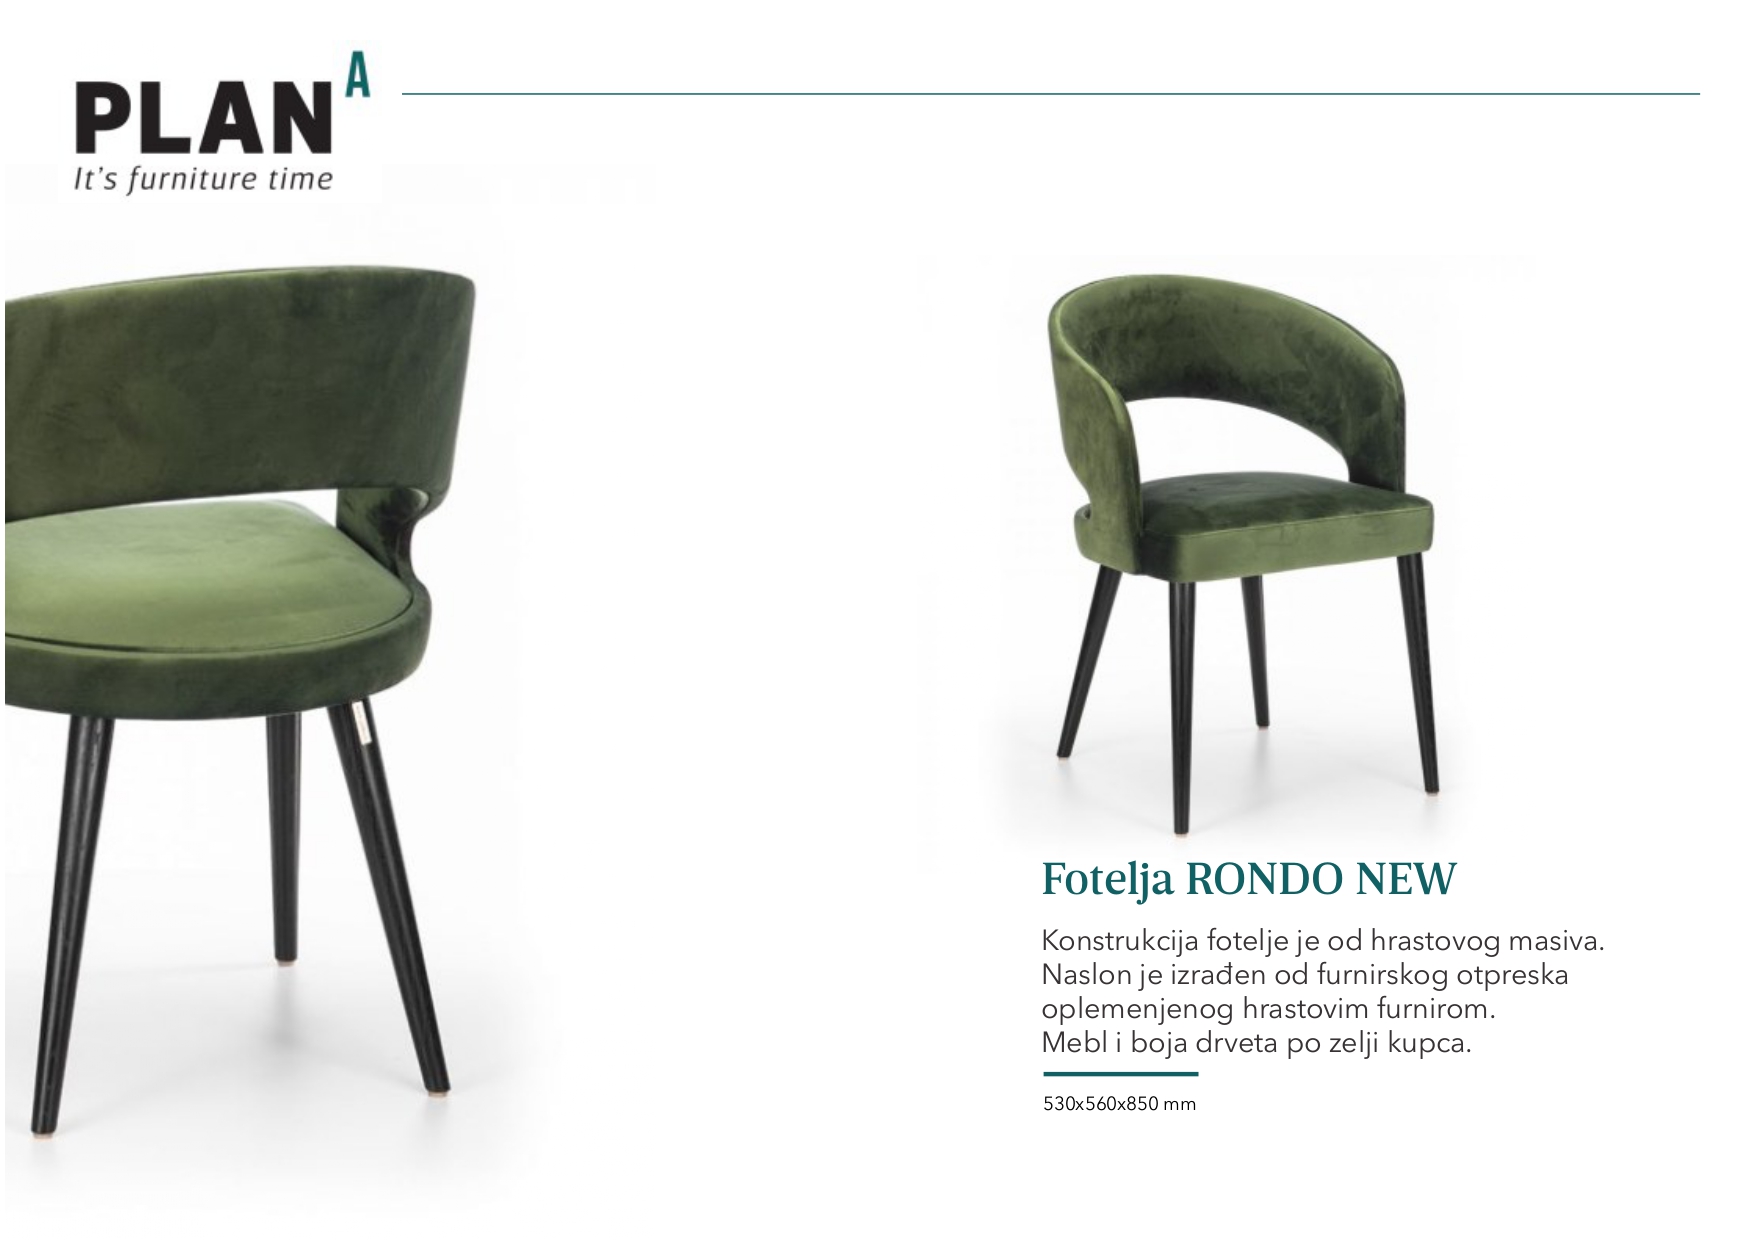 PLAN A
It's furniture time
Fotelja RONDO NEW
Konstrukcija fotelje je od hrastovog masiva.
Naslon je izrađen od furnirskog otpreska
oplemenjenog hrastovim furnirom.
Mebl i boja drveta po zelji kupca.
530x560x850 mm